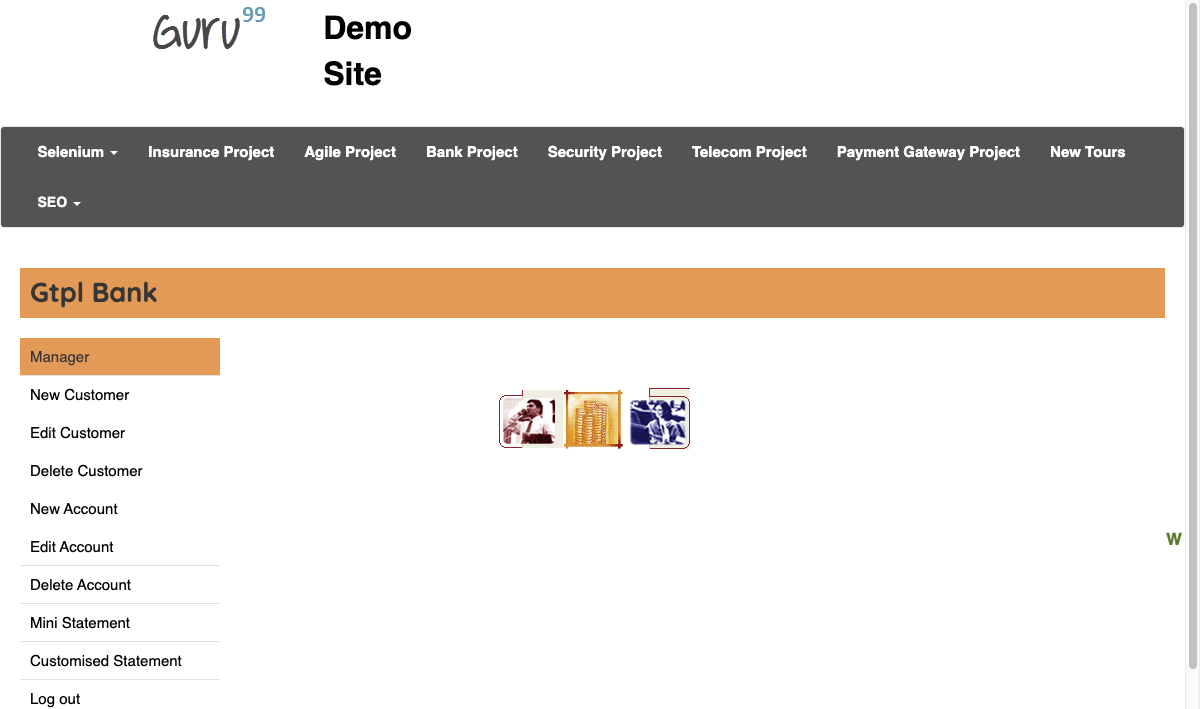 Guru99
Demo
Site
Selenium Insurance Project Agile Project Bank Project Security Project Telecom Project Payment Gateway Project New Tours
SEO
Gtpl Bank
Manager
New Customer
Edit Customer
Delete Customer
New Account
Edit Account
W
Delete Account
Mini Statement
Customised Statement
Log out